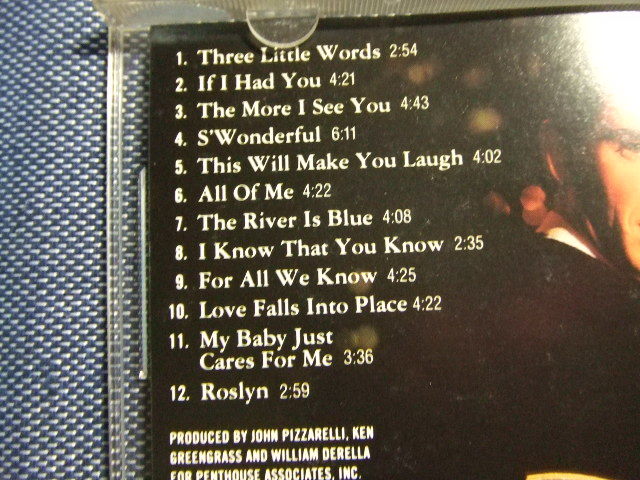 1. Three Little Words 2:54
2. If I Had You 4:21
3. The More I See You 4:43
4. S'Wonderful 6:11
5. This Will Make You Laugh 4:02
6. All Of Me 4:22
7. The River Is Blue 4:08
8. I Know That You Know 2:35
9. For All We Know 4:25
10. Love Falls Into Place 4:22
11. My Baby Just
Cares For Me 3:36
12. Roslyn 2:59
PRODUCED BY JOHN PIZZARELLI, KEN
GREENGRASS AND WILLIAM DERELLA
FOR PENTHOUSE ASSOCIATES, INC.